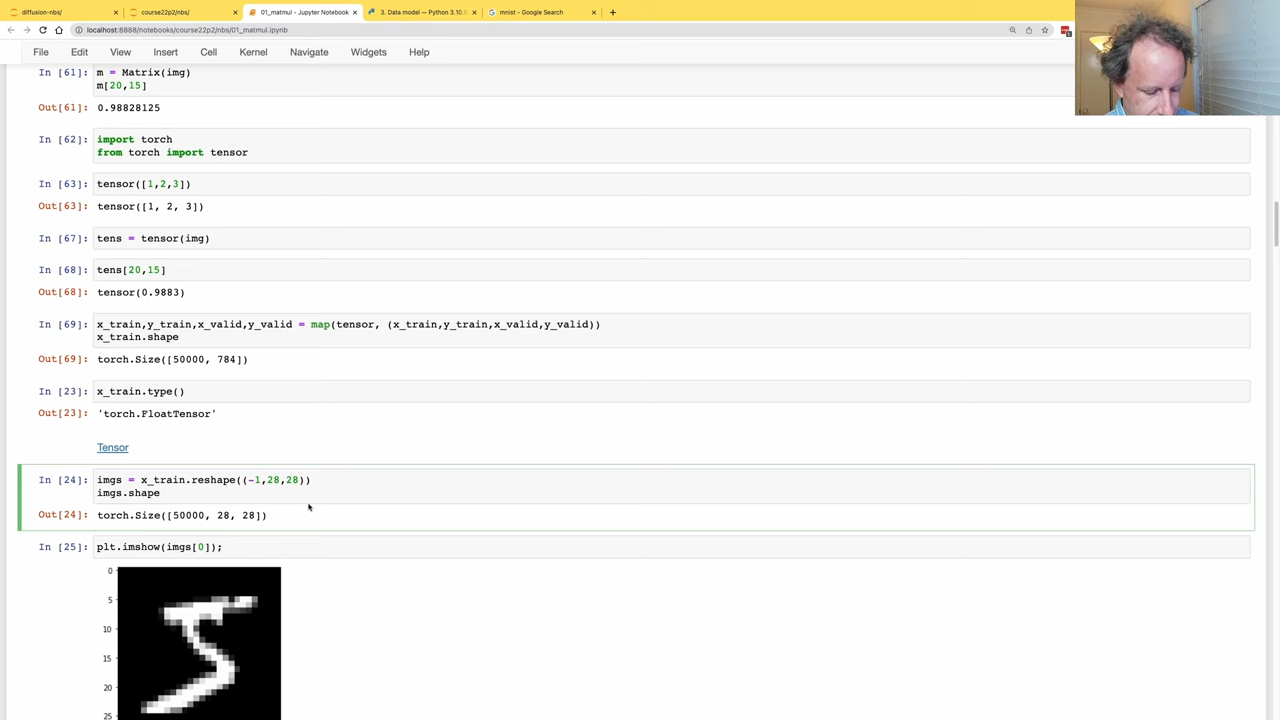 diffusion-nbs/
course22p2/nbs/
01_matmul - Jupyter Notebook
3. Data model — Python 3.10.8
mnist - Google Search
localhost:8888/notebooks/course22p2/nbs/01_matmul.ipynb
File Edit View Insert Cell Kernel Navigate Widgets Help
In [61]: m = Matrix(img)
m[20,15]
Out[61]: 0.98828125
In [62]: import torch
from torch import tensor
In [63]: tensor([1,2,3])
Out[63]: tensor([1, 2, 3])
In [67]: tens = tensor(img)
In [68]: tens[20,15]
Out[68]: tensor(0.9883)
In [69]: x_train,y_train,x_valid,y_valid = map(tensor, (x_train,y_train,x_valid,y_valid))
x_train.shape
Out[69]: torch.Size([50000, 784])
In [23]: x_train.type()
Out[23]: 'torch.FloatTensor'
Tensor
In [24]: imgs = x_train.reshape((-1,28,28))
imgs.shape
Out[24]: torch.Size([50000, 28, 28])
In [25]: plt.imshow(imgs[0]);
0
5
10
15
20
25